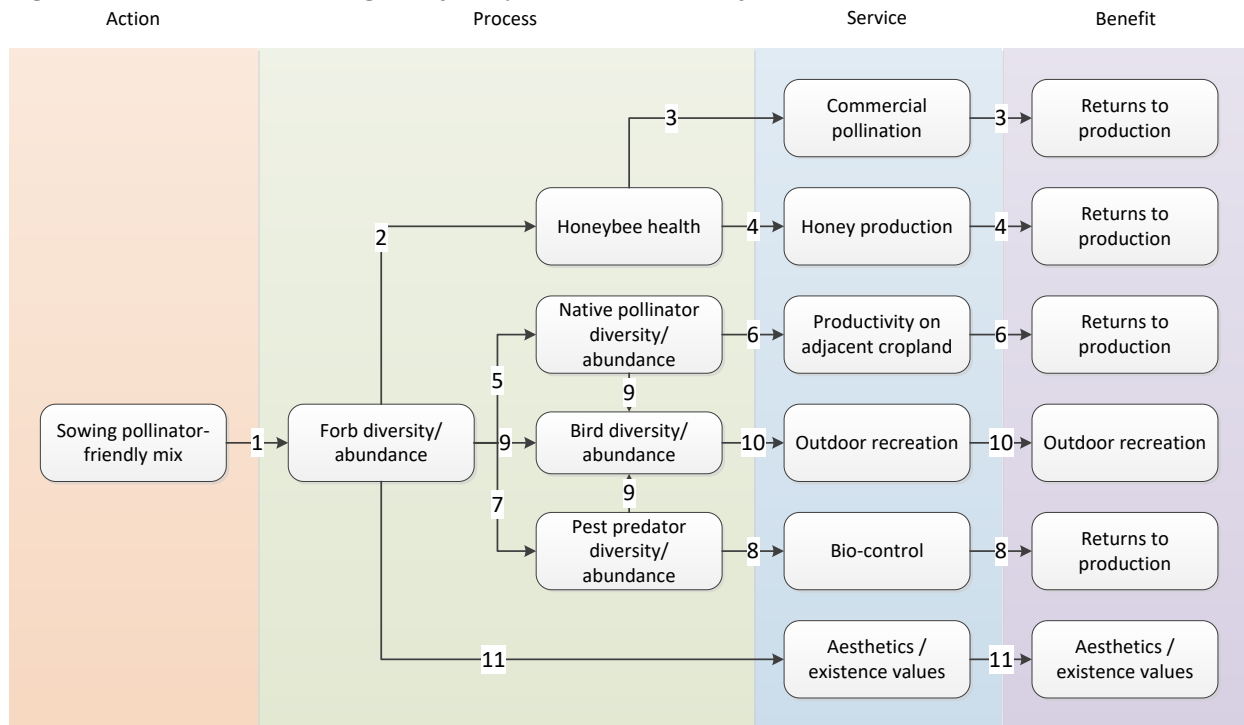 Action
Process
Service
Benefit
Commercial
pollination
Returns to
production
3
3
Honeybee health
Honey production
Returns to
production
2
4
4
Native pollinator
diversity/
abundance
Productivity on
adjacent cropland
Returns to
production
6
6
5
9
Sowing pollinator-
friendly mix
1
Forb diversity/
abundance
9
Bird diversity/
abundance
10
Outdoor recreation
10
Outdoor recreation
9
7
Pest predator
diversity/
abundance
8
Bio-control
8
Returns to
production
11
Aesthetics /
existence values
11
Aesthetics /
existence values